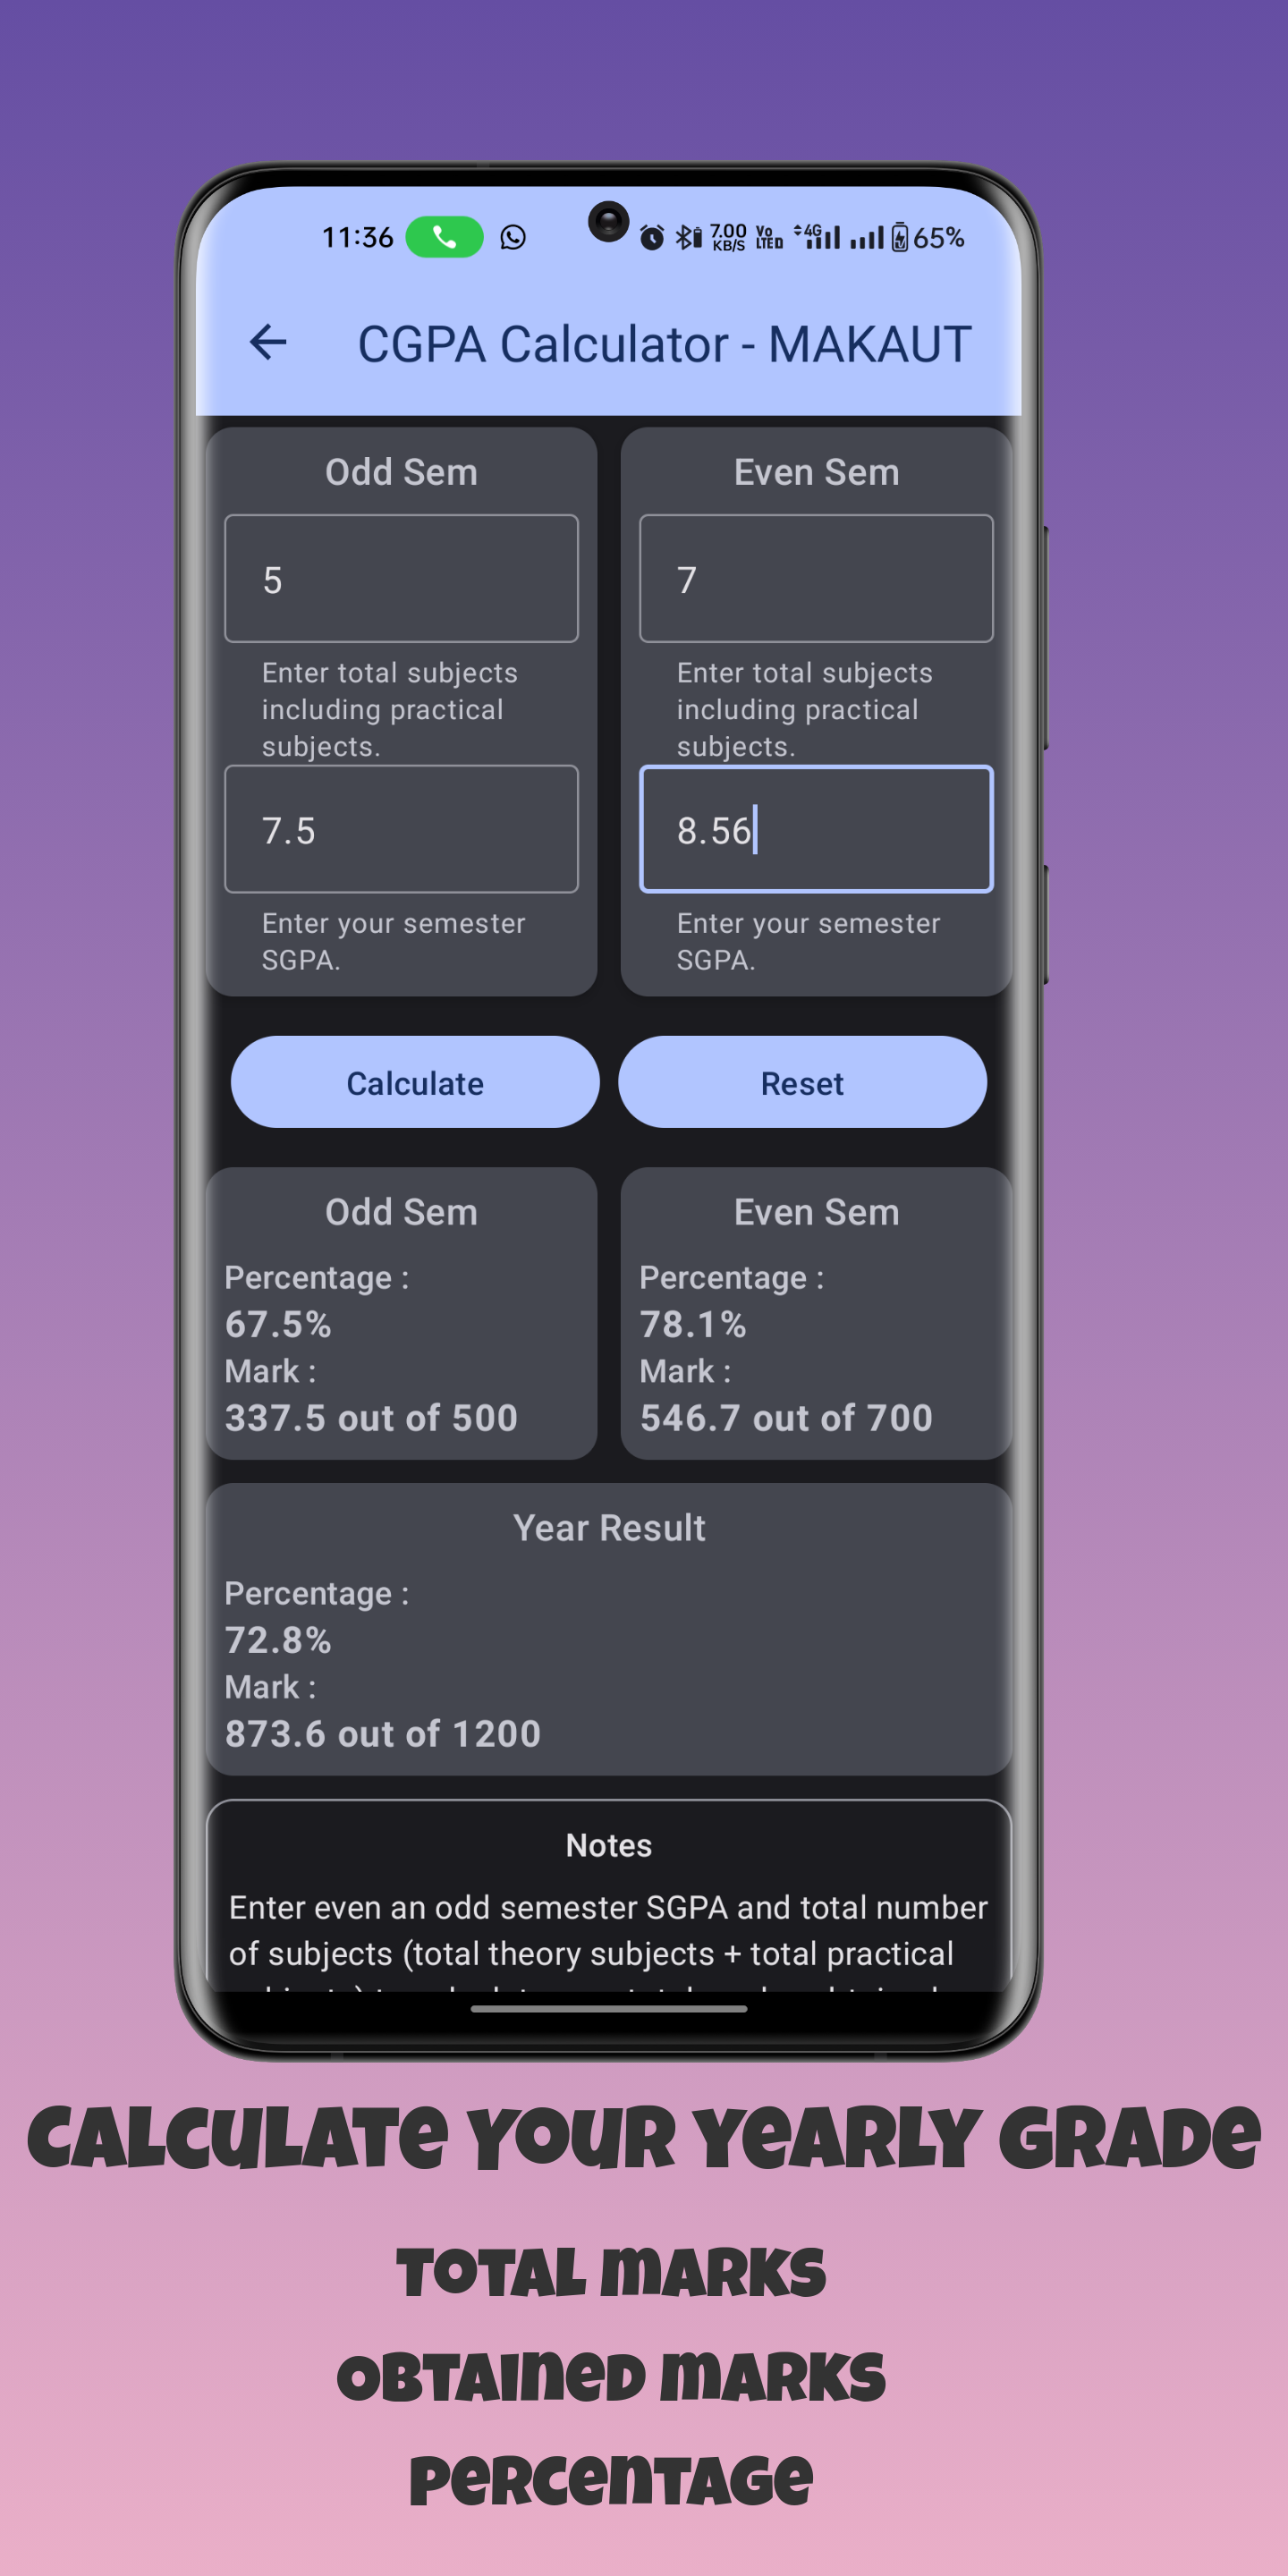 11:36
7.00 KB/S
Vo LTE
4G
65%
CGPA Calculator - MAKAUT
Odd Sem
5
Enter total subjects
including practical
subjects.
7.5
Enter your semester
SGPA.
Even Sem
7
Enter total subjects
including practical
subjects.
8.56
Enter your semester
SGPA.
Calculate
Reset
Odd Sem
Percentage :
67.5%
Mark :
337.5 out of 500
Even Sem
Percentage :
78.1%
Mark :
546.7 out of 700
Year Result
Percentage :
72.8%
Mark :
873.6 out of 1200
Notes
Enter even an odd semester SGPA and total number
of subjects (total theory subjects + total practical
CALCULATE YOUR YEARLY GRADE
TOTAL MARKS
OBTAINED MARKS
PERCENTAGE